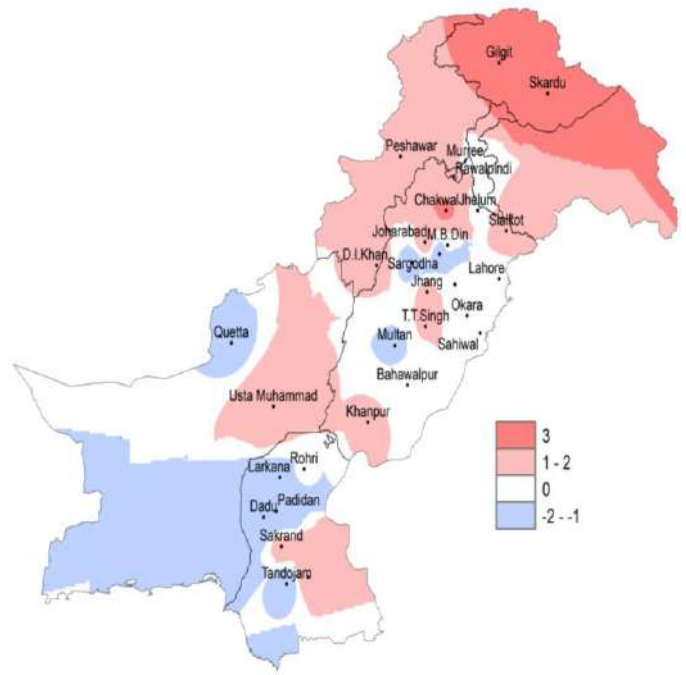 Gilgit
Skardu
Peshawar
Murree
Rawalpindi
Chakwal
Jhelum
Sialkot
Joharabad
M.B.Din
D.I.Khan
Sargodha
Lahore
Jhang
Okara
T.T.Singh
Quetta
Multan
Sahiwal
Bahawalpur
Usta Muhammad
Khanpur
3
1 - 2
0
-2 - -1
Rohri
Larkana
Padidan
Dadu
Sakrand
Tandojam